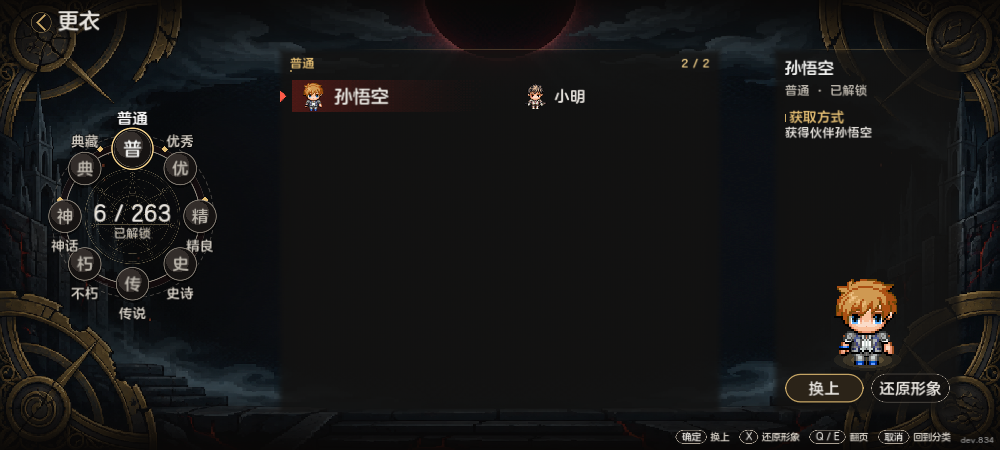 更衣
普通
典藏
优秀
普
典
优
神
6 / 263
已解锁
精
神话
精良
朽
史
不朽
传
史诗
传说
普通
2 / 2
孙悟空
小明
孙悟空
普通 · 已解锁
获取方式
获得伙伴孙悟空
换上
还原形象
确定 换上 X 还原形象 Q / E 翻页 取消 回到分类
dev.834